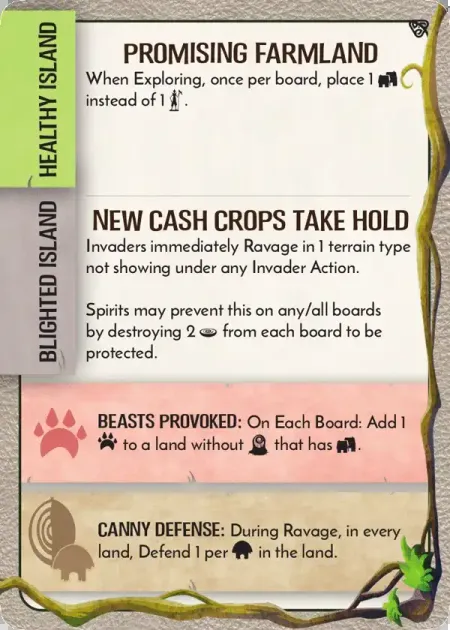 HEALTHY ISLAND
PROMISING FARMLAND
When Exploring, once per board, place 1
instead of 1 .
BLIGHTED ISLAND
NEW CASH CROPS TAKE HOLD
Invaders immediately Ravage in 1 terrain type
not showing under any Invader Action.
Spirits may prevent this on any/all boards
by destroying 2 from each board to be
protected.
BEASTS PROVOKED: On Each Board: Add 1
to a land without that has .
CANNY DEFENSE: During Ravage, in every
land, Defend 1 per in the land.